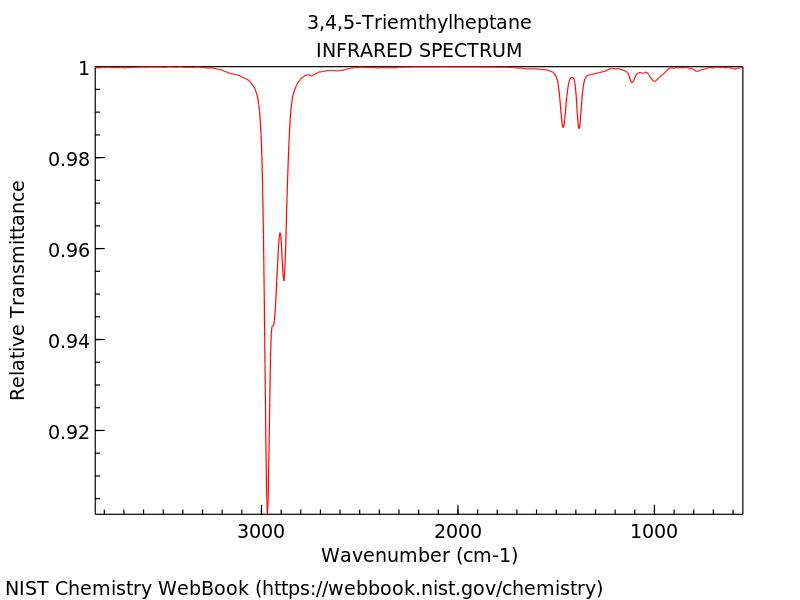 3,4,5-Triemthylheptane
INFRARED SPECTRUM
1
0.98
0.96
0.94
0.92
Relative Transmittance
3000 2000 1000
Wavenumber (cm-1)
NIST Chemistry WebBook (https://webbook.nist.gov/chemistry)